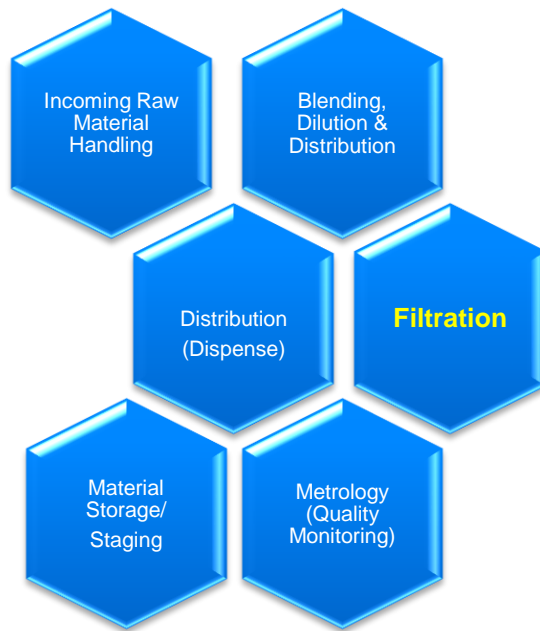 Incoming Raw
Material
Handling
Blending,
Dilution &
Distribution
Distribution
(Dispense)
Filtration
Material
Storage/
Staging
Metrology
(Quality
Monitoring)